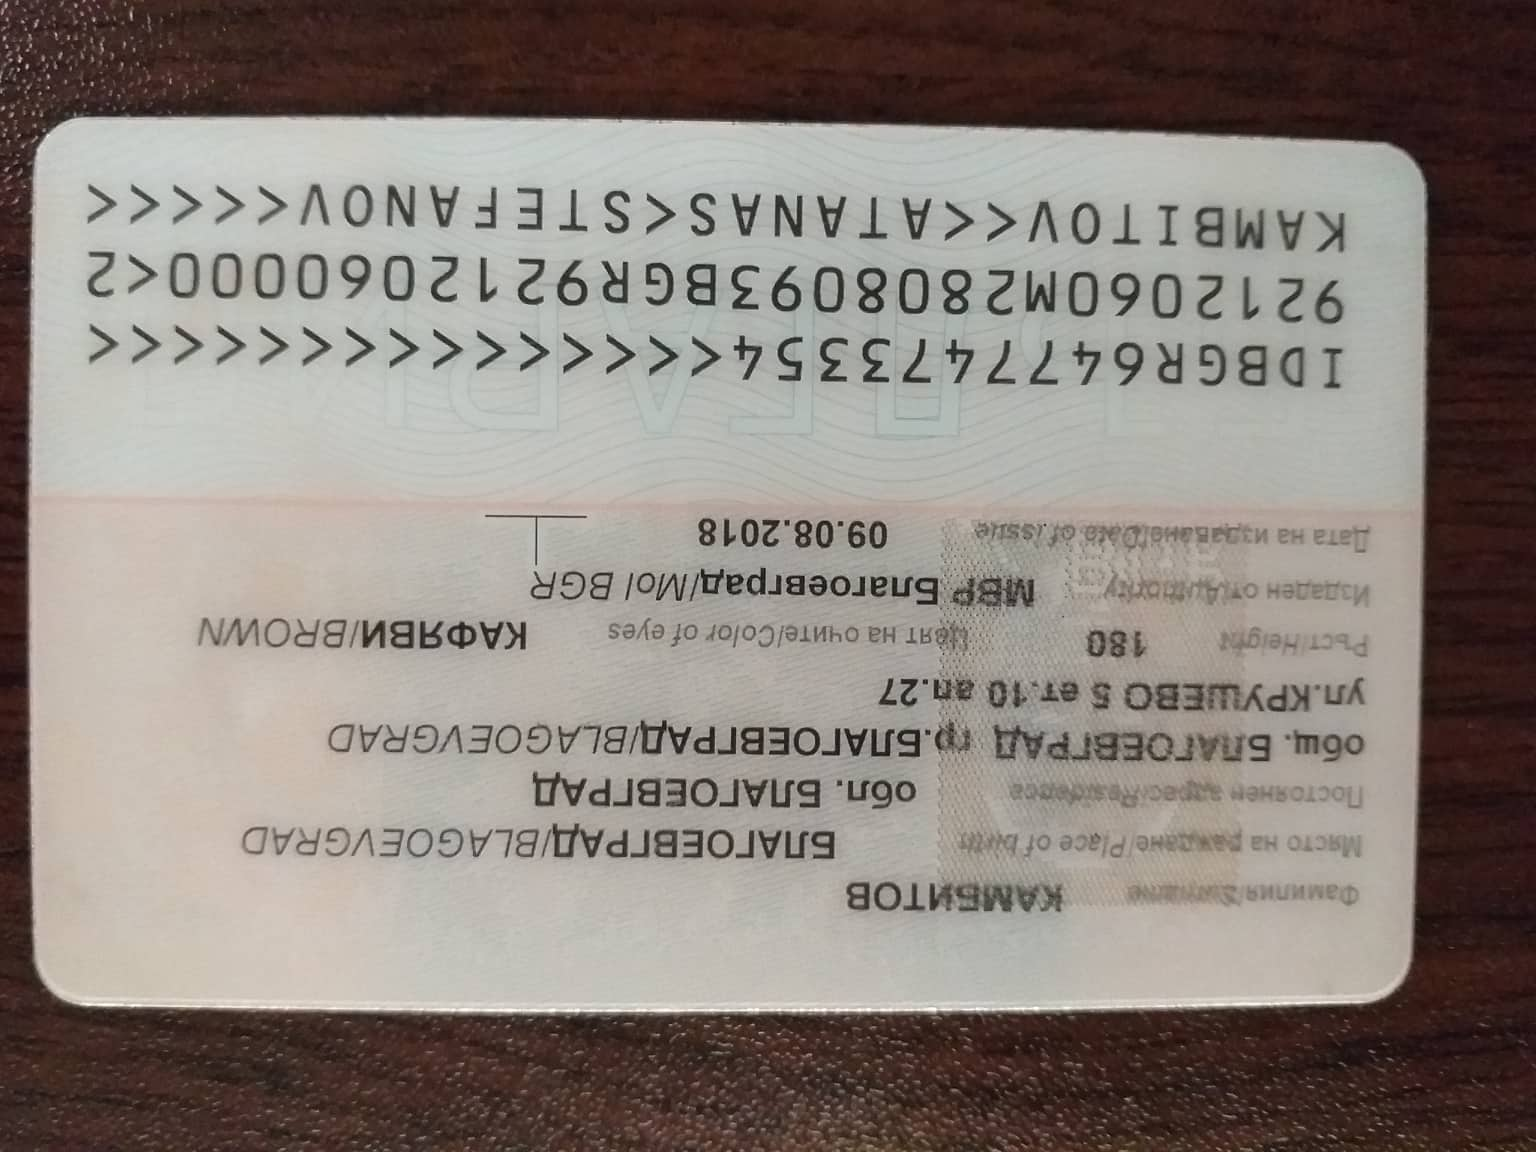 Фамилия/Surname КАМБИТОВ
Място на раждане/Place of birth БЛАГОЕВГРАД/BLAGOEVGRAD
Постоянен адрес/Residence обл. БЛАГОЕВГРАД
общ. БЛАГОЕВГРАД гр.БЛАГОЕВГРАД/BLAGOEVGRAD
ул.КРУШЕВО 5 ет.10 ап.27
Ръст/Height 180 Цвят на очите/Color of eyes КАФЯВИ/BROWN
Издаден от/Authority МВР Благоевград/MoI BGR
Дата на издаване/Date of issue 09.08.2018
IDBGR6477473354<<<<<<<<<<<<<<<
9212060M2808093BGR9212060000<2
KAMBITOV<<ATANAS<STEFANOV<<<<<